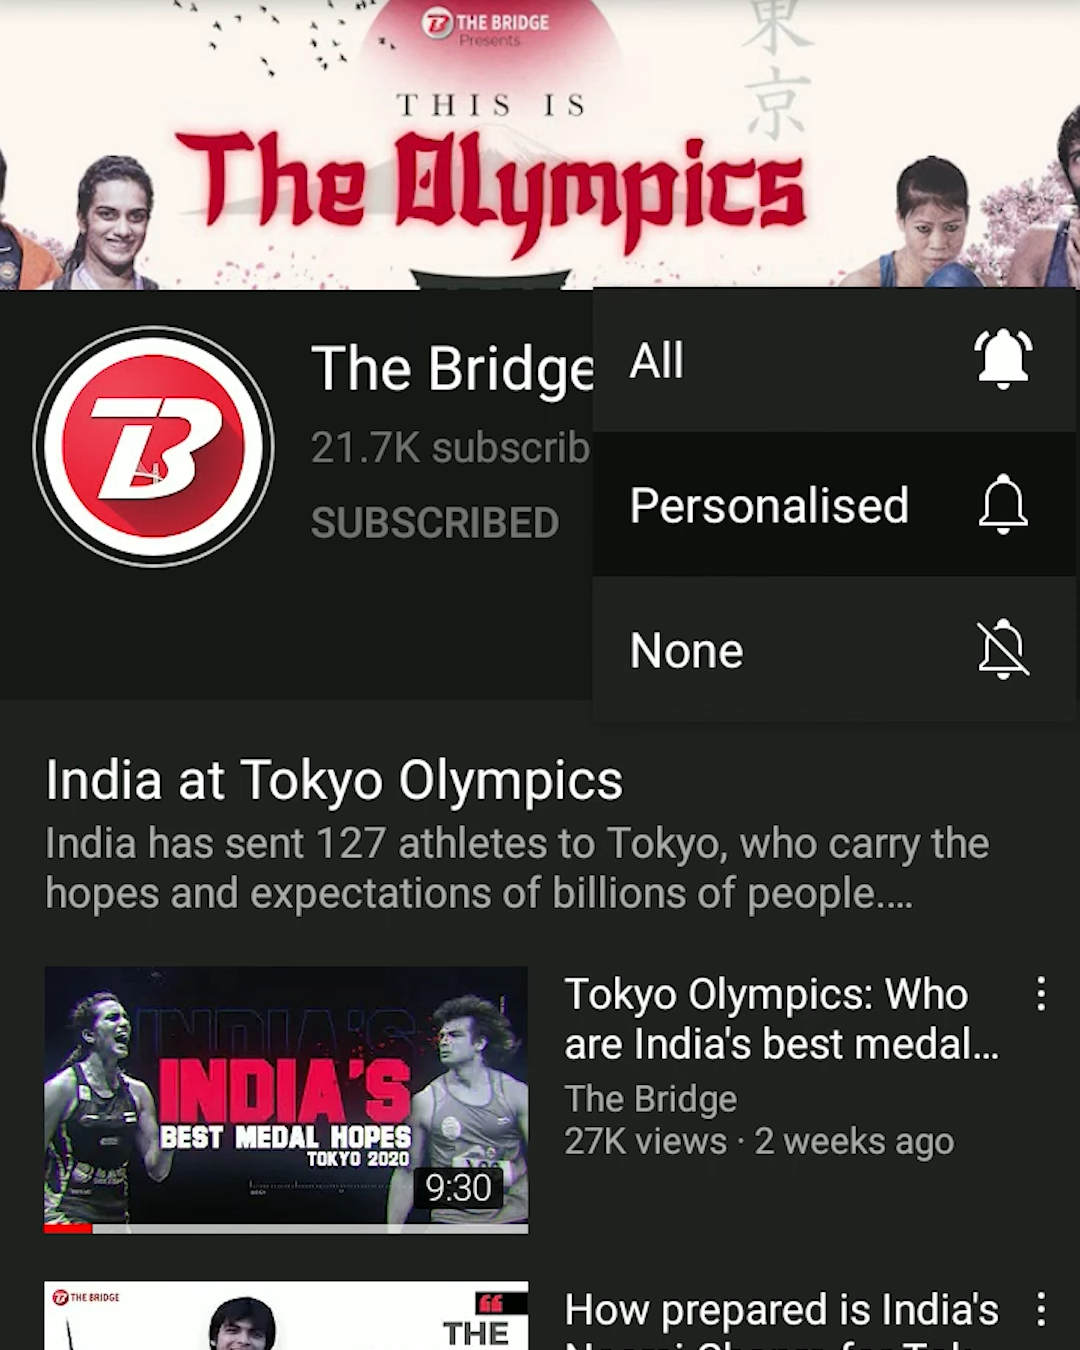 THE BRIDGE
Presents
東
京
THIS IS
The Olympics
The Bridge
21.7K subscrib
SUBSCRIBED
All
Personalised
None
India at Tokyo Olympics
India has sent 127 athletes to Tokyo, who carry the
hopes and expectations of billions of people....
INDIA'S
INDIA'S
BEST MEDAL HOPES
TOKYO 2020
9:30
Tokyo Olympics: Who
are India's best medal...
The Bridge
27K views · 2 weeks ago
THE BRIDGE
THE
How prepared is India's